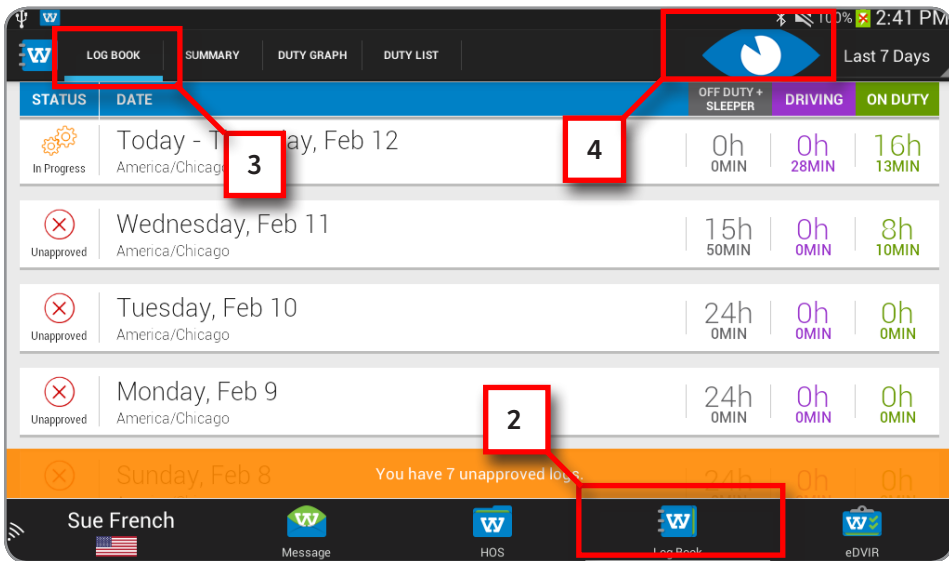 100% 2:41 PM
LOG BOOK SUMMARY DUTY GRAPH DUTY LIST Last 7 Days
STATUS DATE OFF DUTY + SLEEPER DRIVING ON DUTY
4
3
Today - ay, Feb 12
In Progress America/Chicago
0h 0MIN 0h 28MIN 16h 13MIN
Wednesday, Feb 11
Unapproved America/Chicago
15h 50MIN 0h 0MIN 8h 10MIN
Tuesday, Feb 10
Unapproved America/Chicago
24h 0MIN 0h 0MIN 0h 0MIN
Monday, Feb 9
Unapproved America/Chicago
24h 0MIN 0h 0MIN 0h 0MIN
2
Sunday, Feb 8 You have 7 unapproved logs. 24h 0h 0h
Sue French
Message HOS Log Book eDVIR